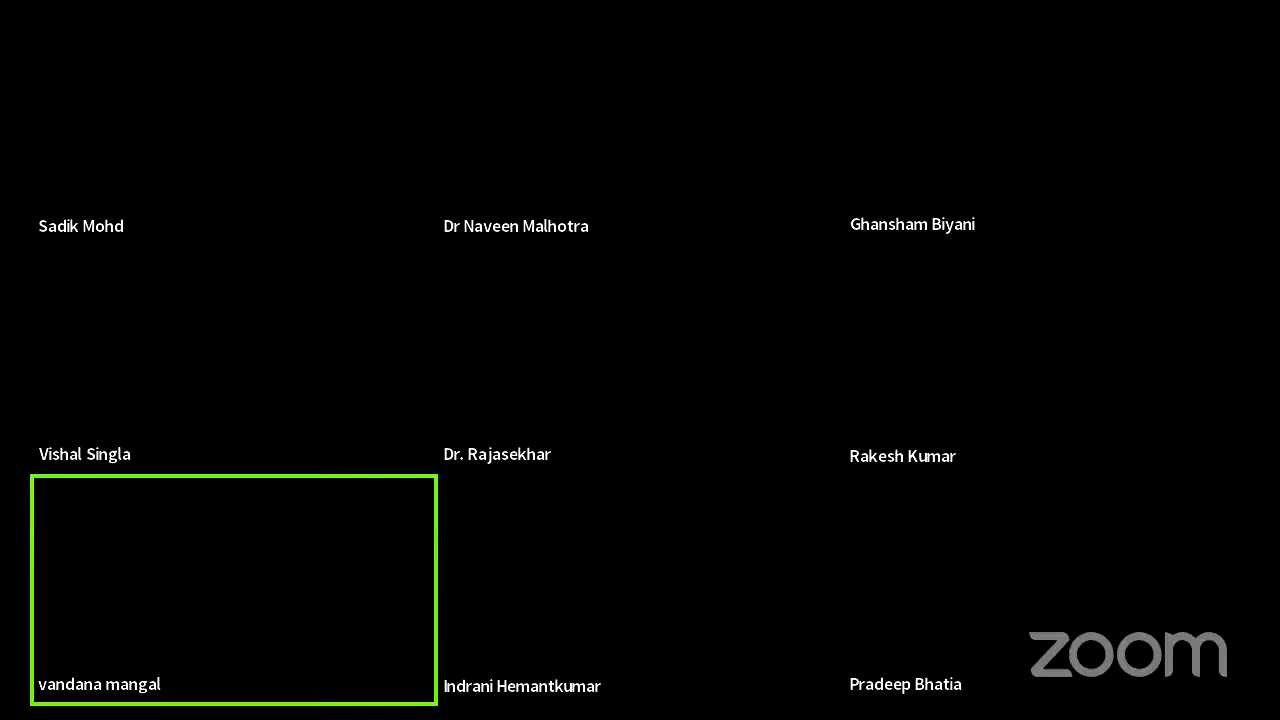 Sadik Mohd
Dr Naveen Malhotra
Ghansham Biyani
Vishal Singla
Dr. Rajasekhar
Rakesh Kumar
vandana mangal
Indrani Hemantkumar
Pradeep Bhatia
zoom